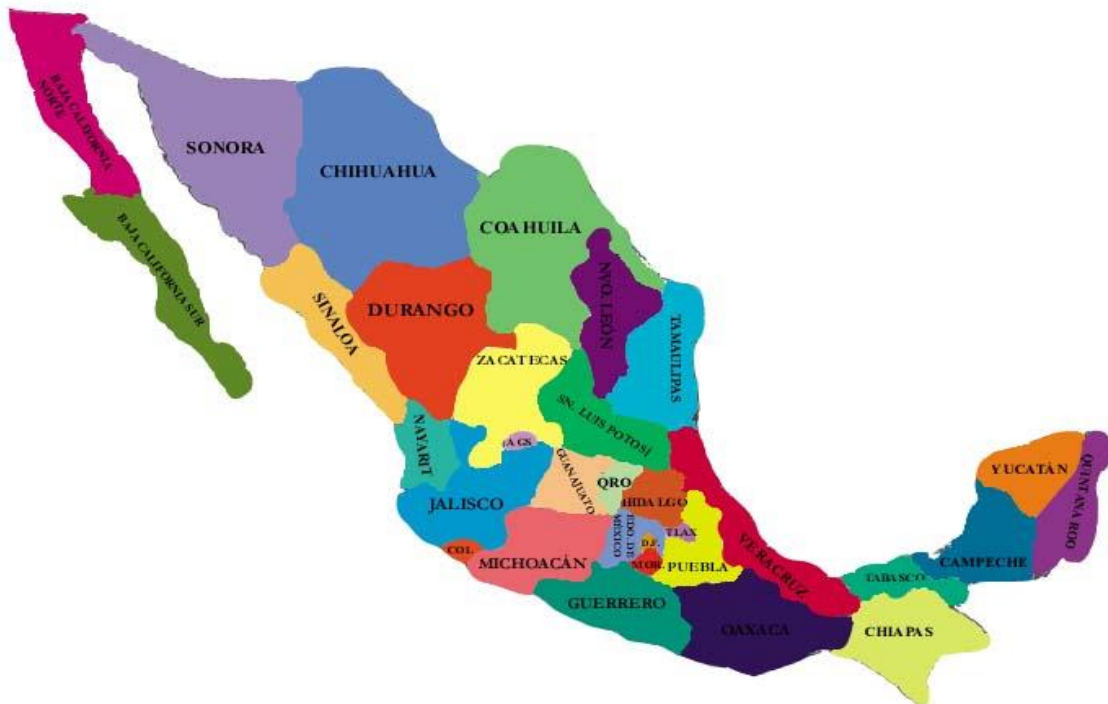 BAJA CALIFORNIA
NORTE
SONORA
CHIHUAHUA
COAHUILA
BAJA CALIFORNIA SUR
SINALOA
DURANGO
NVO. LEÓN
TAMAULIPAS
ZACATECAS
SN. LUIS POTOSÍ
NAYARIT
AGS.
JALISCO
GUANAJUATO
QRO
HIDALGO
COL.
MICHOACÁN
EDO. DE
MÉXICO
D.F.
TLAX
MOR.
PUEBLA
VERACRUZ
GUERRERO
OAXACA
TABASCO
CHIAPAS
CAMPECHE
YUCATÁN
QUINTANA ROO